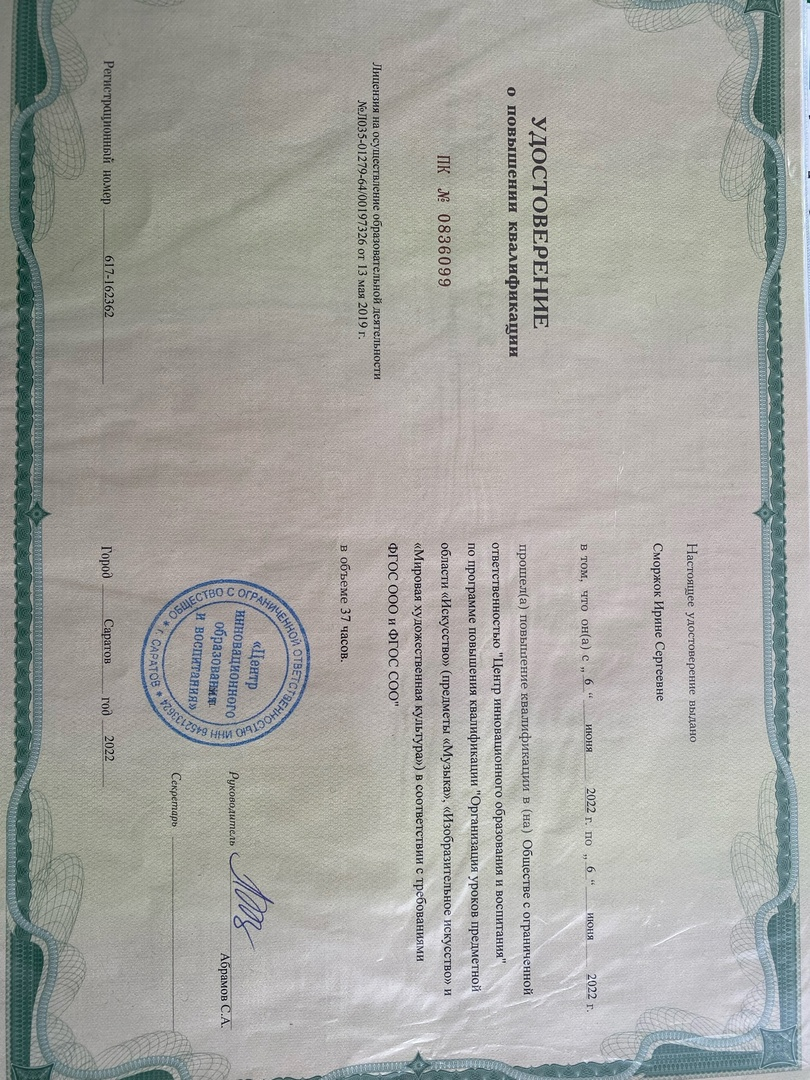 УДОСТОВЕРЕНИЕ
о повышении квалификации
ПК № 0836099
Лицензия на осуществление образовательной деятельности
№Л035-01279-64/00197326 от 13 мая 2019 г.
Регистрационный номер 617-162362
Настоящее удостоверение выдано
Сморжок Ирине Сергеевне
в том, что он(а) с „ 6 “ июня 2022 г. по „ 6 “ июня 2022 г.
прошел(а) повышение квалификации в (на) Обществе с ограниченной
ответственностью "Центр инновационного образования и воспитания"
по программе повышения квалификации "Организация уроков предметной
области «Искусство» (предметы «Музыка», «Изобразительное искусство» и
«Мировая художественная культура») в соответствии с требованиями
ФГОС ООО и ФГОС СОО"
в объеме 37 часов.
ОБЩЕСТВО С ОГРАНИЧЕННОЙ ОТВЕТСТВЕННОСТЬЮ ИНН 6452133624
* г. САРАТОВ *
«Центр
инновационного
образования
и воспитания»
Руководитель Абрамов С.А.
Секретарь
Город Саратов год 2022